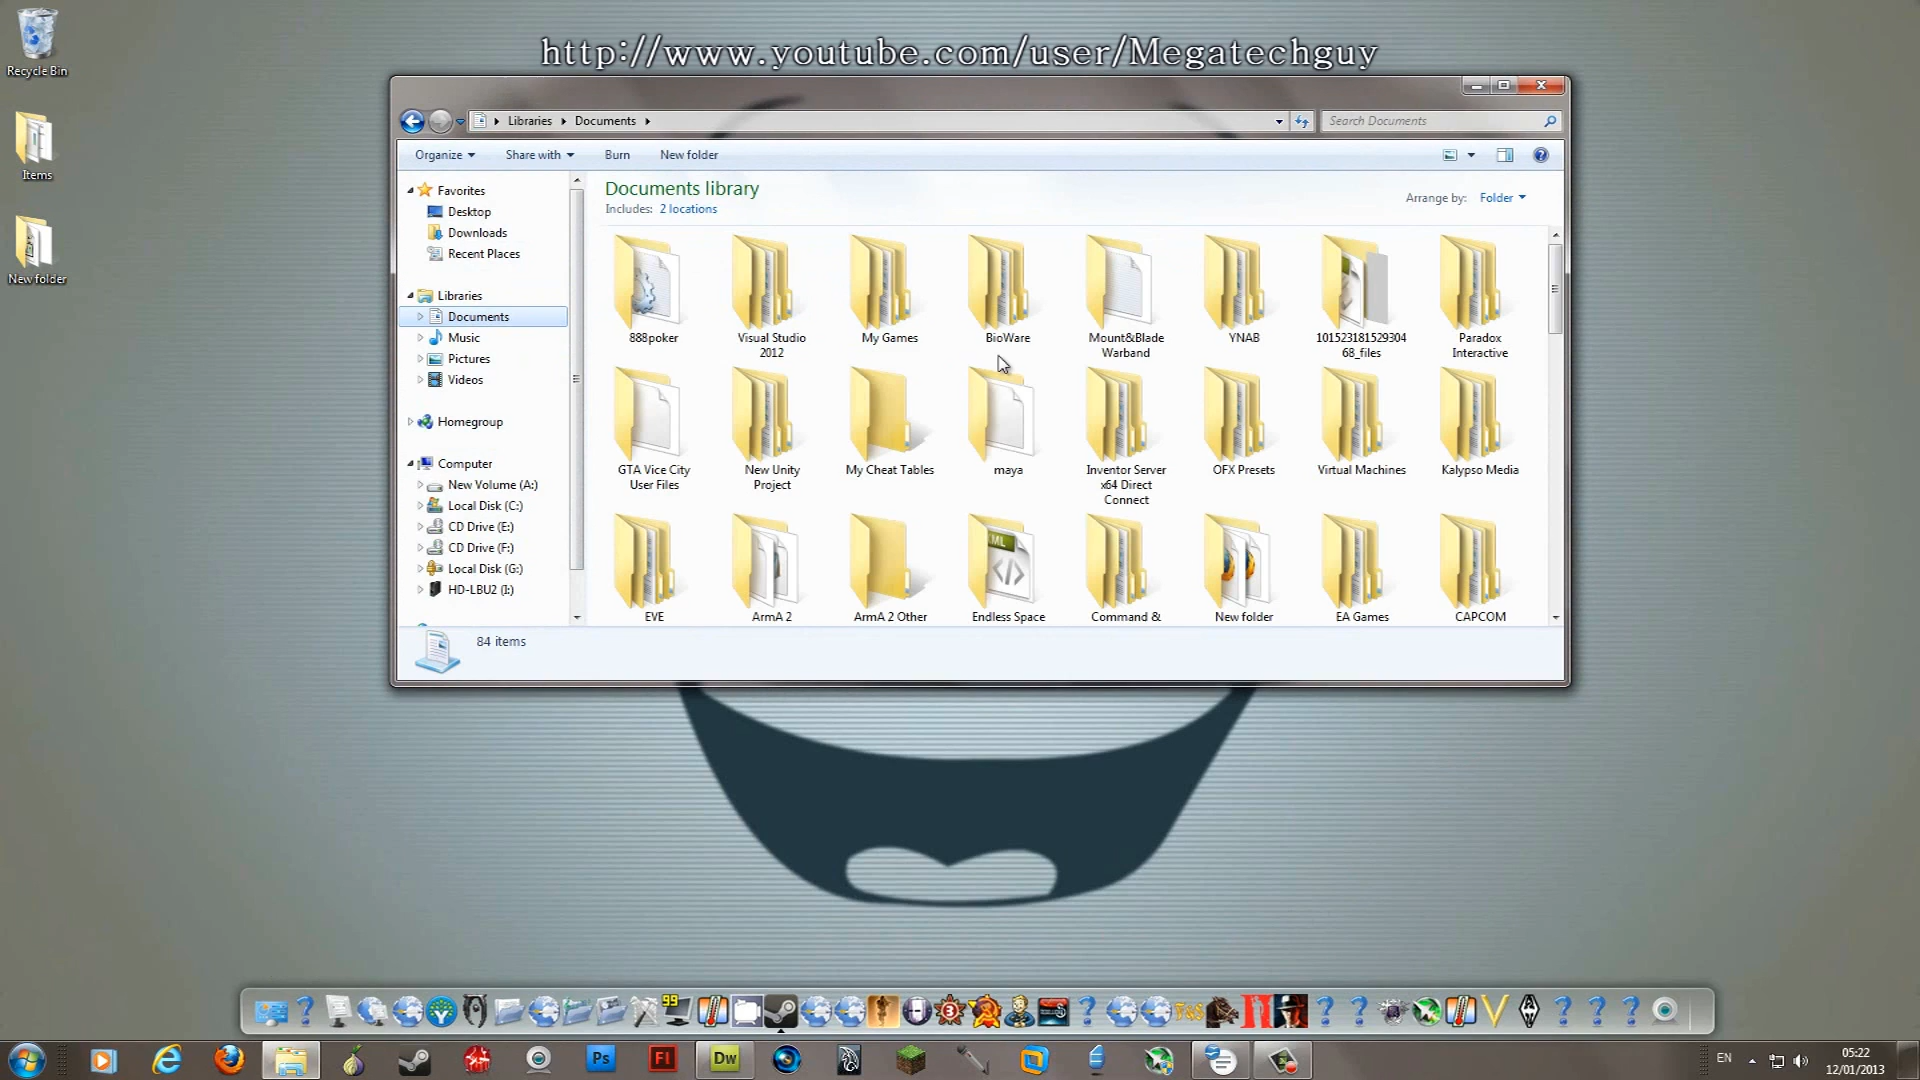 http://www.youtube.com/user/Megatechguy
Recycle Bin
Items
New folder
Libraries Documents
Search Documents
Organize Share with Burn New folder
Documents library
Includes: 2 locations
Arrange by: Folder
Favorites
Desktop
Downloads
Recent Places
Libraries
Documents
Music
Pictures
Videos
Homegroup
Computer
New Volume (A:)
Local Disk (C:)
CD Drive (E:)
CD Drive (F:)
Local Disk (G:)
HD-LBU2 (I:)
888poker
Visual Studio
2012
My Games
BioWare
Mount&Blade
Warband
YNAB
101523181529304
68_files
Paradox
Interactive
GTA Vice City
User Files
New Unity
Project
My Cheat Tables
maya
Inventor Server
x64 Direct
Connect
OFX Presets
Virtual Machines
Kalypso Media
EVE
ArmA 2
ArmA 2 Other
Endless Space
Command &
New folder
EA Games
CAPCOM
84 items
99
Ps
Fl
Dw
EN
05:22
12/01/2013